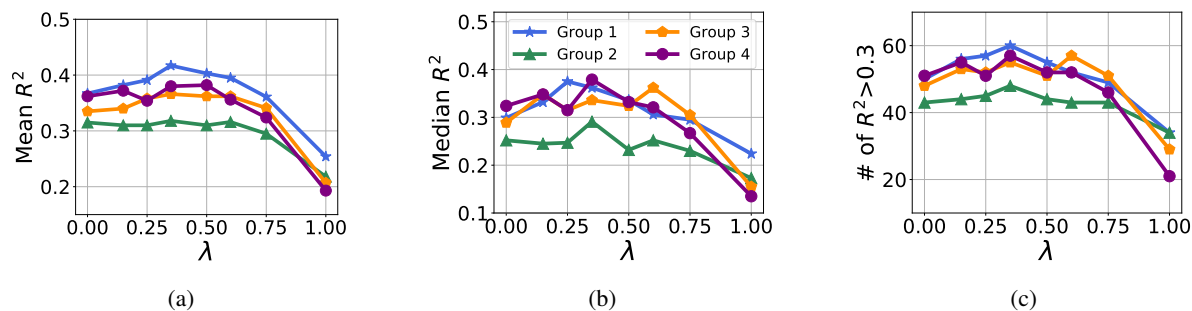 0.5
0.4
0.3
0.2
Mean R²
0.00 0.25 0.50 0.75 1.00
λ
(a)
0.5
0.4
0.3
0.2
0.1
Median R²
Group 1 Group 3
Group 2 Group 4
0.00 0.25 0.50 0.75 1.00
λ
(b)
60
40
20
# of R²>0.3
0.00 0.25 0.50 0.75 1.00
λ
(c)